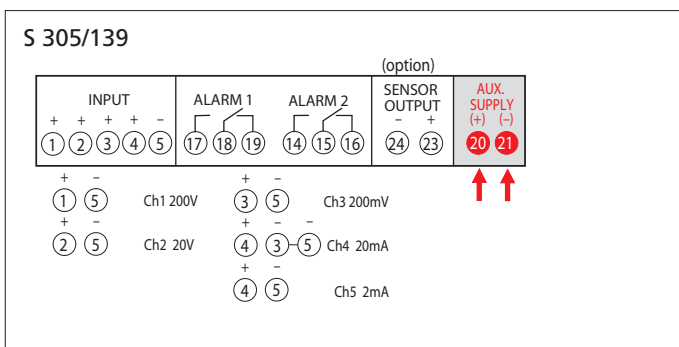 S 305/139
(option)
INPUT ALARM 1 ALARM 2 SENSOR OUTPUT AUX. SUPPLY
+ + + + – – + (+) (–)
1 2 3 4 5 17 18 19 14 15 16 24 23 20 21
+ – + –
1 5 Ch1 200V 3 5 Ch3 200mV
+ – + – –
2 5 Ch2 20V 4 3 5 Ch4 20mA
+ –
4 5 Ch5 2mA